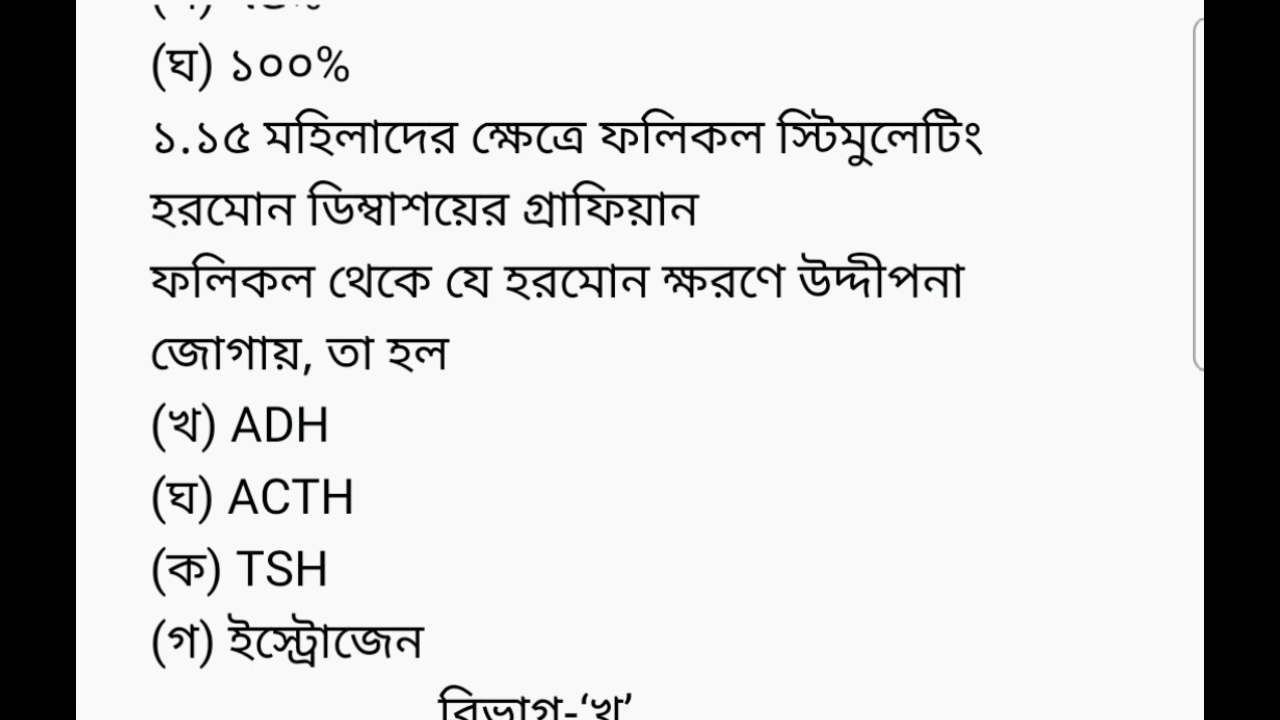 (ঘ) ১০০%
১.১৫ মহিলাদের ক্ষেত্রে ফলিকল স্টিমুলেটিং
হরমোন ডিম্বাশয়ের গ্রাফিয়ান
ফলিকল থেকে যে হরমোন ক্ষরণে উদ্দীপনা
জোগায়, তা হল
(খ) ADH
(ঘ) ACTH
(ক) TSH
(গ) ইস্ট্রোজেন
বিভাগ-‘খ’